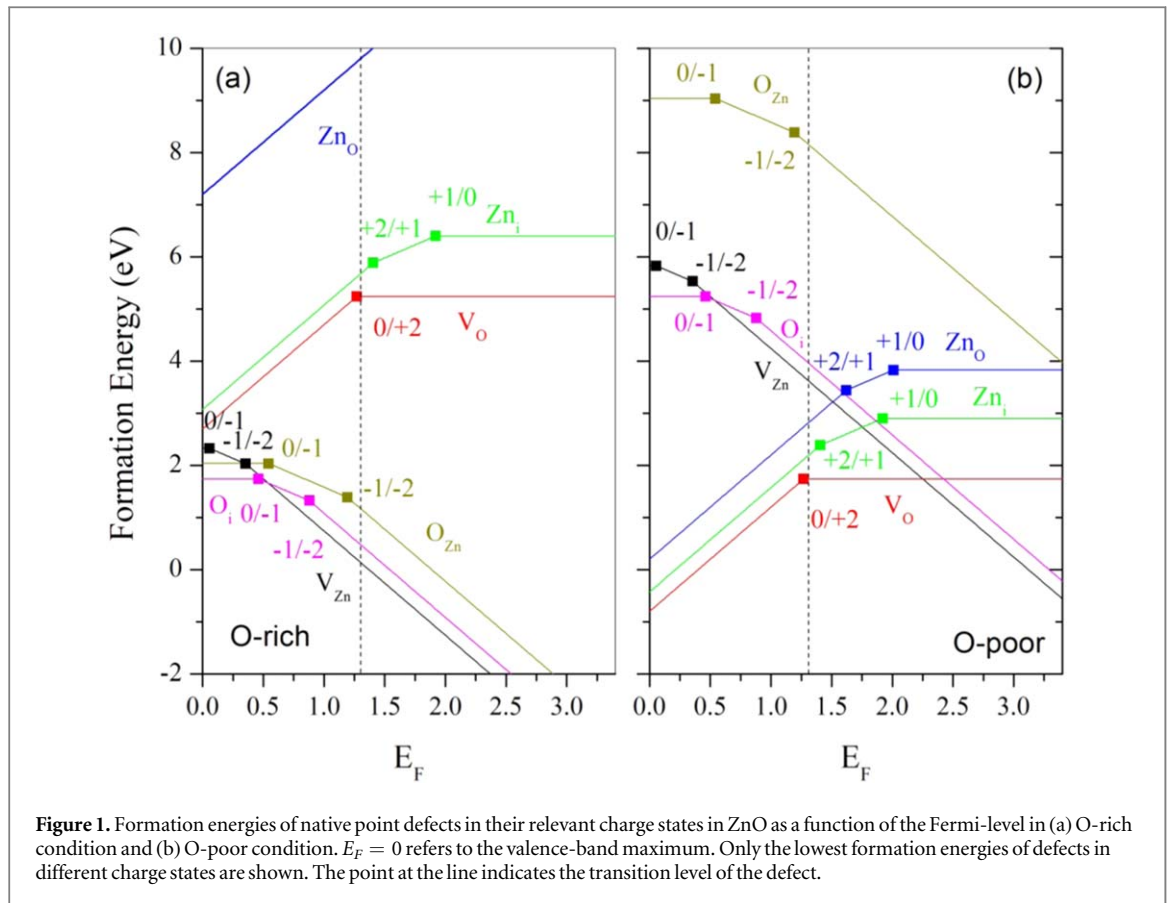 10
8
6
4
2
0
-2
Formation Energy (eV)
(a)
Zn_O
+1/0
+2/+1
Zn_i
0/+2
V_O
0/-1
-1/-2
0/-1
-1/-2
O_i
0/-1
-1/-2
O_Zn
V_Zn
O-rich
0.0 0.5 1.0 1.5 2.0 2.5 3.0
E_F
(b)
0/-1
O_Zn
-1/-2
0/-1
-1/-2
-1/-2
0/-1
O_i
V_Zn
+2/+1
+1/0
Zn_O
+1/0
Zn_i
+2/+1
0/+2
V_O
O-poor
0.0 0.5 1.0 1.5 2.0 2.5 3.0
E_F
Figure 1. Formation energies of native point defects in their relevant charge states in ZnO as a function of the Fermi-level in (a) O-rich
condition and (b) O-poor condition. E_F = 0 refers to the valence-band maximum. Only the lowest formation energies of defects in
different charge states are shown. The point at the line indicates the transition level of the defect.